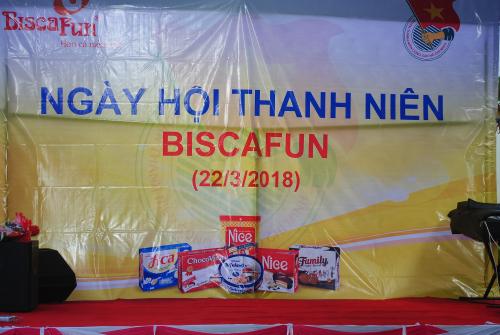 BISCAFUN
NGÀY HỘI THANH NIÊN
BISCAFUN
(22/3/2018)
Nice
Nice
Family